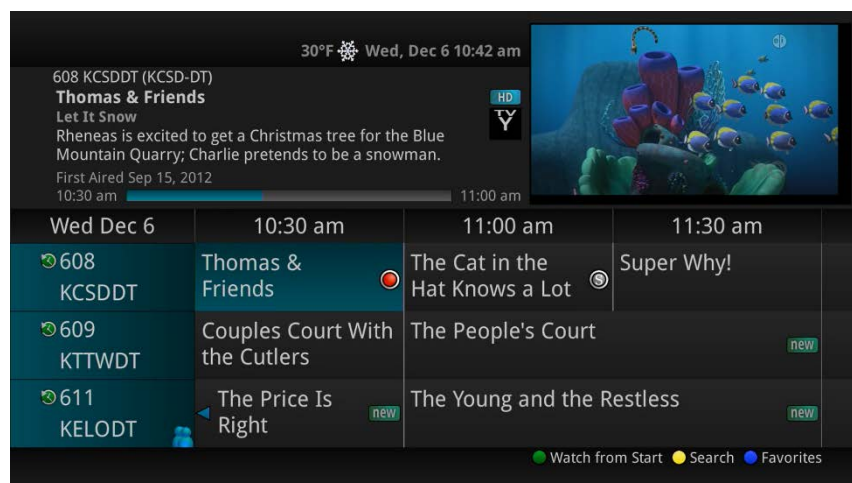 30°F Wed, Dec 6 10:42 am
608 KCSDDT (KCSD-DT)
Thomas & Friends
HD
Let It Snow
TV
Y
Rheneas is excited to get a Christmas tree for the Blue
Mountain Quarry; Charlie pretends to be a snowman.
First Aired Sep 15, 2012
10:30 am 11:00 am
Wed Dec 6 10:30 am 11:00 am 11:30 am
608
KCSDDT
Thomas &
Friends
The Cat in the
Hat Knows a Lot
S
Super Why!
609
KTTWDT
Couples Court With
the Cutlers
The People's Court
new
611
KELODT
The Price Is
Right
new
The Young and the Restless
new
Watch from Start Search Favorites